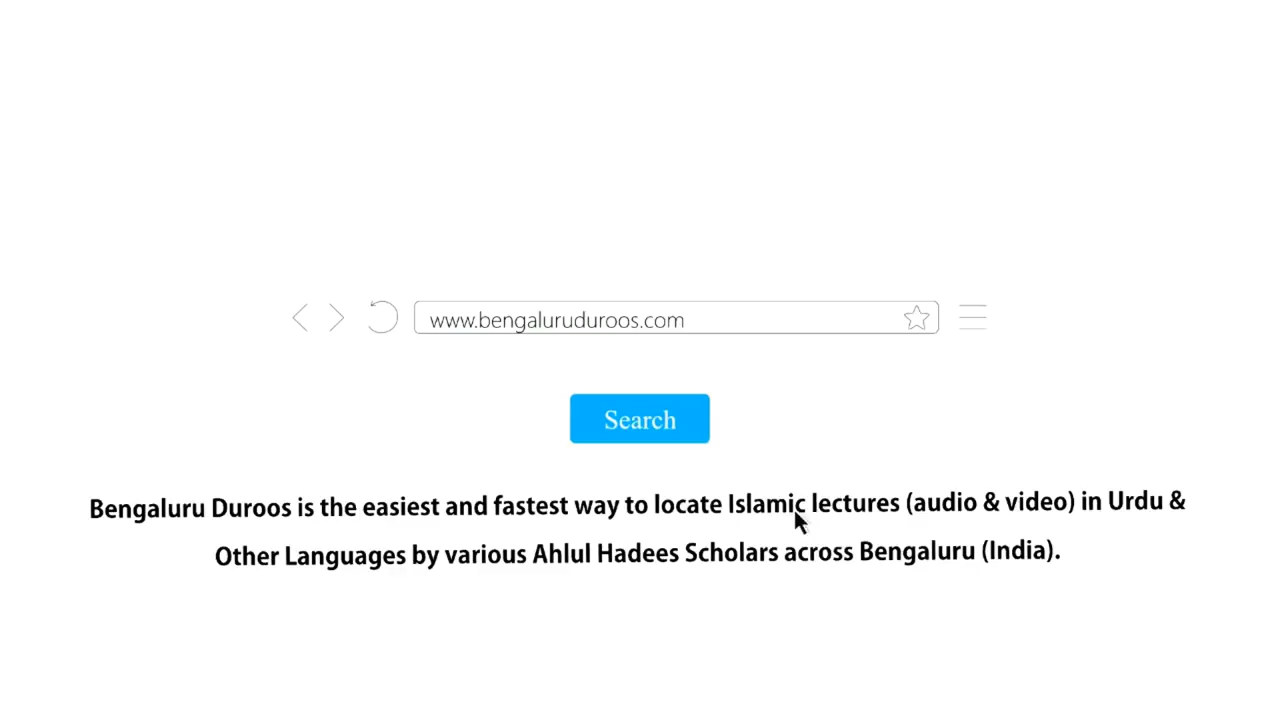 www.bengaluruduroos.com
Search
Bengaluru Duroos is the easiest and fastest way to locate Islamic lectures (audio & video) in Urdu &
Other Languages by various Ahlul Hadees Scholars across Bengaluru (India).